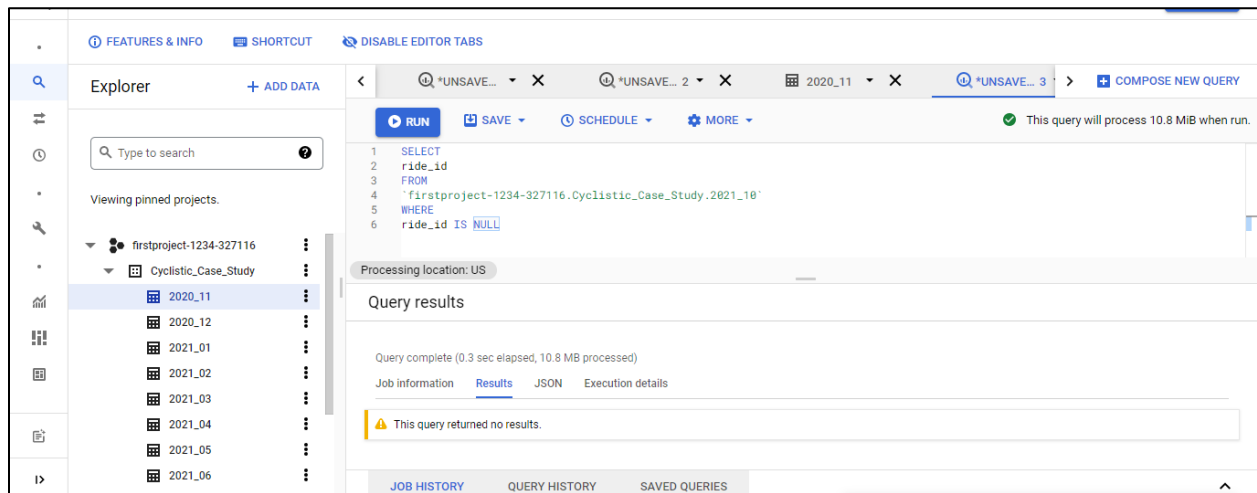 FEATURES & INFO SHORTCUT DISABLE EDITOR TABS
Explorer + ADD DATA
Type to search
Viewing pinned projects.
firstproject-1234-327116
Cyclistic_Case_Study
2020_11
2020_12
2021_01
2021_02
2021_03
2021_04
2021_05
2021_06
*UNSAVE... *UNSAVE... 2 2020_11 *UNSAVE... 3 COMPOSE NEW QUERY
RUN SAVE SCHEDULE MORE This query will process 10.8 MiB when run.
1 SELECT
2 ride_id
3 FROM
4 `firstproject-1234-327116.Cyclistic_Case_Study.2021_10`
5 WHERE
6 ride_id IS NULL
Processing location: US
Query results
Query complete (0.3 sec elapsed, 10.8 MB processed)
Job information Results JSON Execution details
This query returned no results.
JOB HISTORY QUERY HISTORY SAVED QUERIES